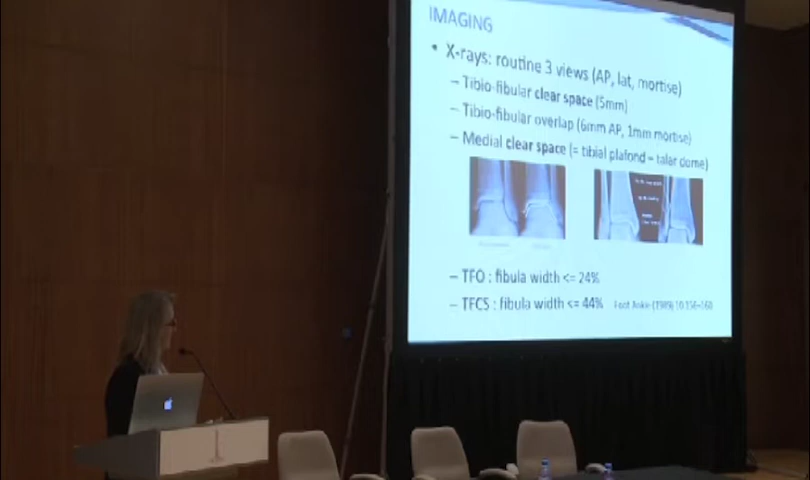 IMAGING
• X-rays: routine 3 views (AP, lat, mortise)
– Tibio-fibular clear space (5mm)
– Tibio-fibular overlap (6mm AP, 1mm mortise)
– Medial clear space (= tibial plafond – talar dome)
– TFO : fibula width <= 24%
– TFCS : fibula width <= 44% Foot Ankle (1989) 10:156-160